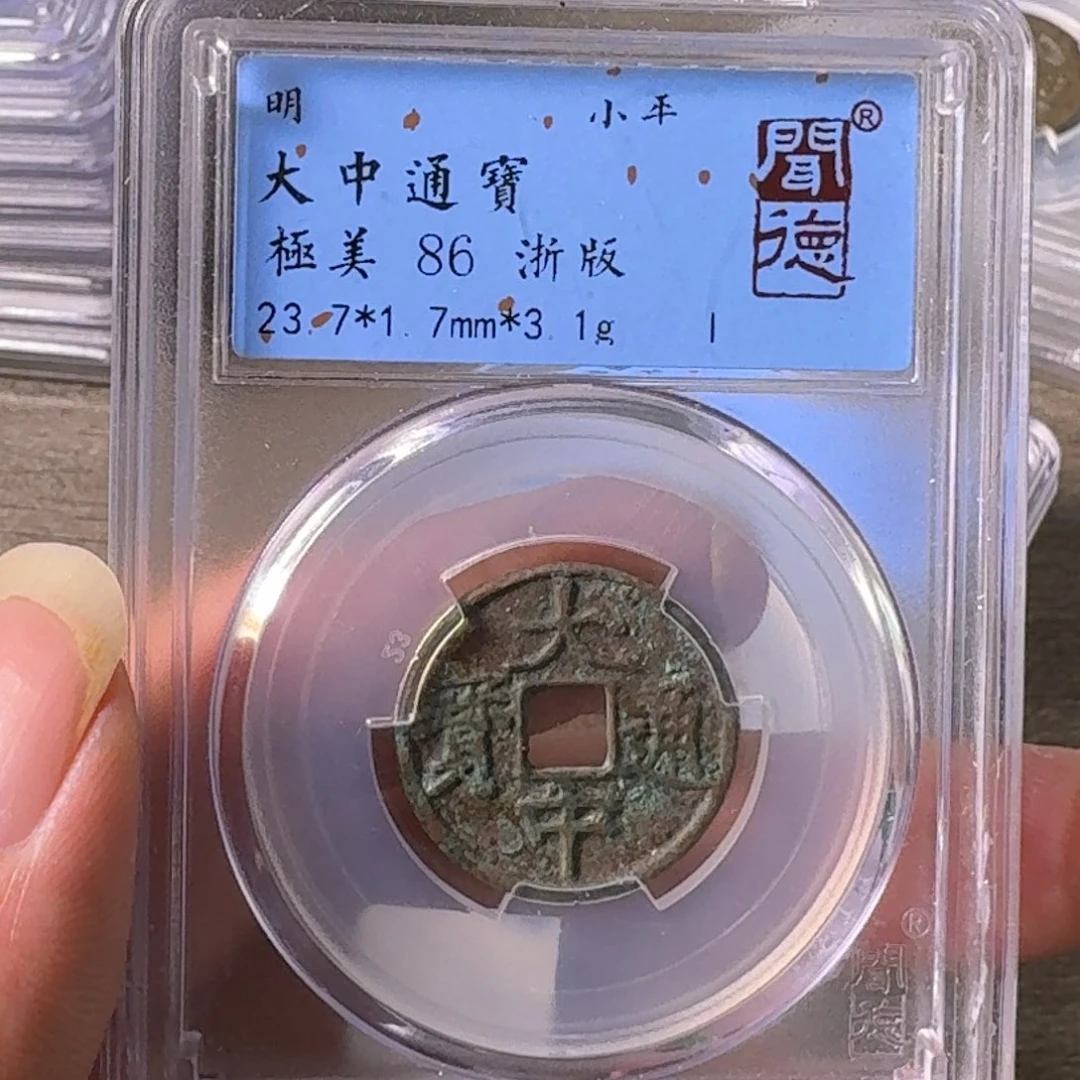 明 小平
大中通寶
極美 86 浙版
23.7*1.7mm*3.1g
聞德®
大中通寶
53
®
聞德